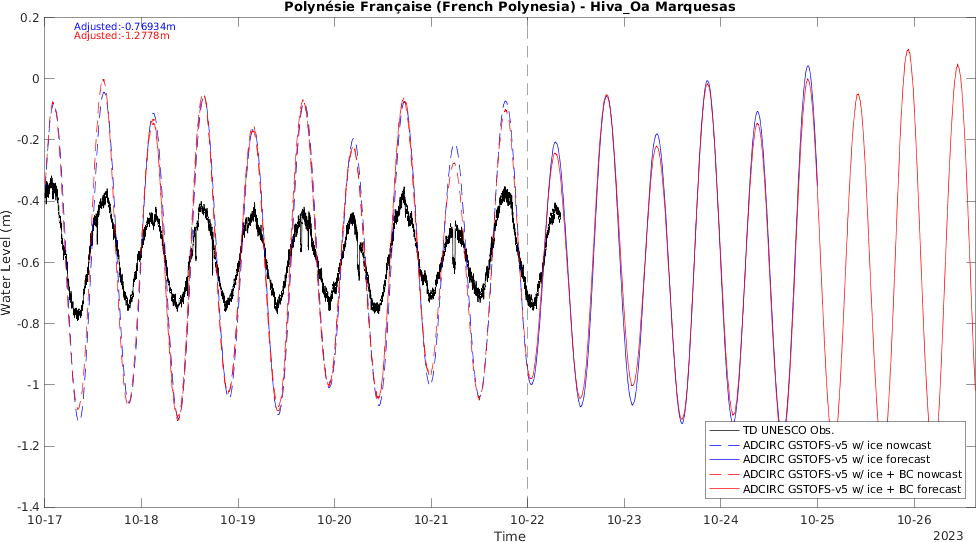 Polynésie Française (French Polynesia) - Hiva_Oa Marquesas
Adjusted:-0.76934m
Adjusted:-1.2778m
Water Level (m)
0.2
0
-0.2
-0.4
-0.6
-0.8
-1
-1.2
-1.4
TD UNESCO Obs.
ADCIRC GSTOFS-v5 w/ ice nowcast
ADCIRC GSTOFS-v5 w/ ice forecast
ADCIRC GSTOFS-v5 w/ ice + BC nowcast
ADCIRC GSTOFS-v5 w/ ice + BC forecast
10-17 10-18 10-19 10-20 10-21 10-22 10-23 10-24 10-25 10-26
Time
2023